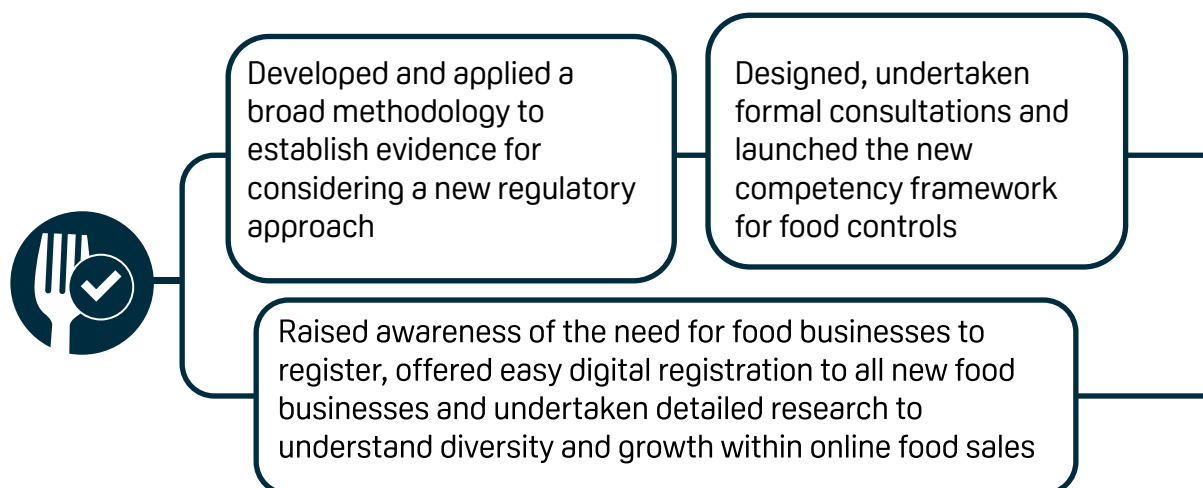 Developed and applied a
broad methodology to
establish evidence for
considering a new regulatory
approach
Designed, undertaken
formal consultations and
launched the new
competency framework
for food controls
Raised awareness of the need for food businesses to
register, offered easy digital registration to all new food
businesses and undertaken detailed research to
understand diversity and growth within online food sales